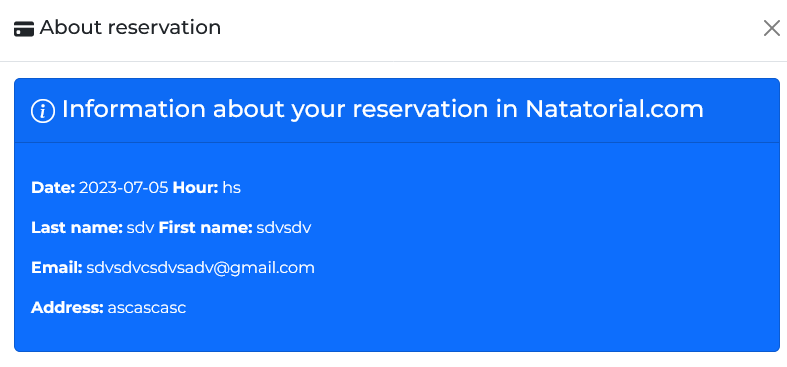 About reservation
Information about your reservation in Natatorial.com
Date: 2023-07-05 Hour: hs
Last name: sdv First name: sdvsdv
Email: sdvsdvcsdvsadv@gmail.com
Address: ascascasc